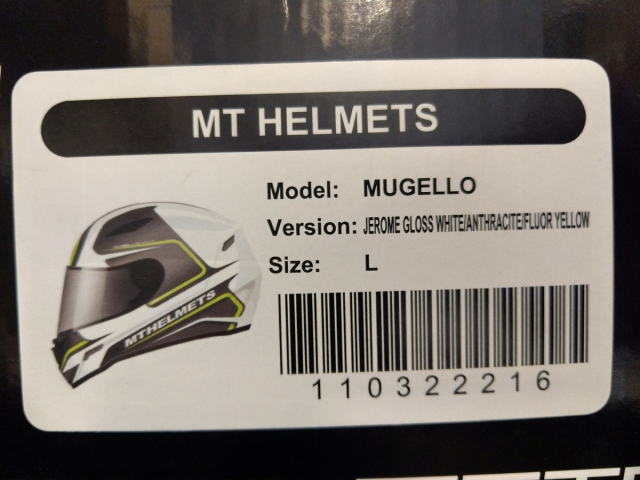 MT HELMETS
Model: MUGELLO
Version: JEROME GLOSS WHITE/ANTHRACITE/FLUOR YELLOW
Size: L
MTHELMETS
110322216